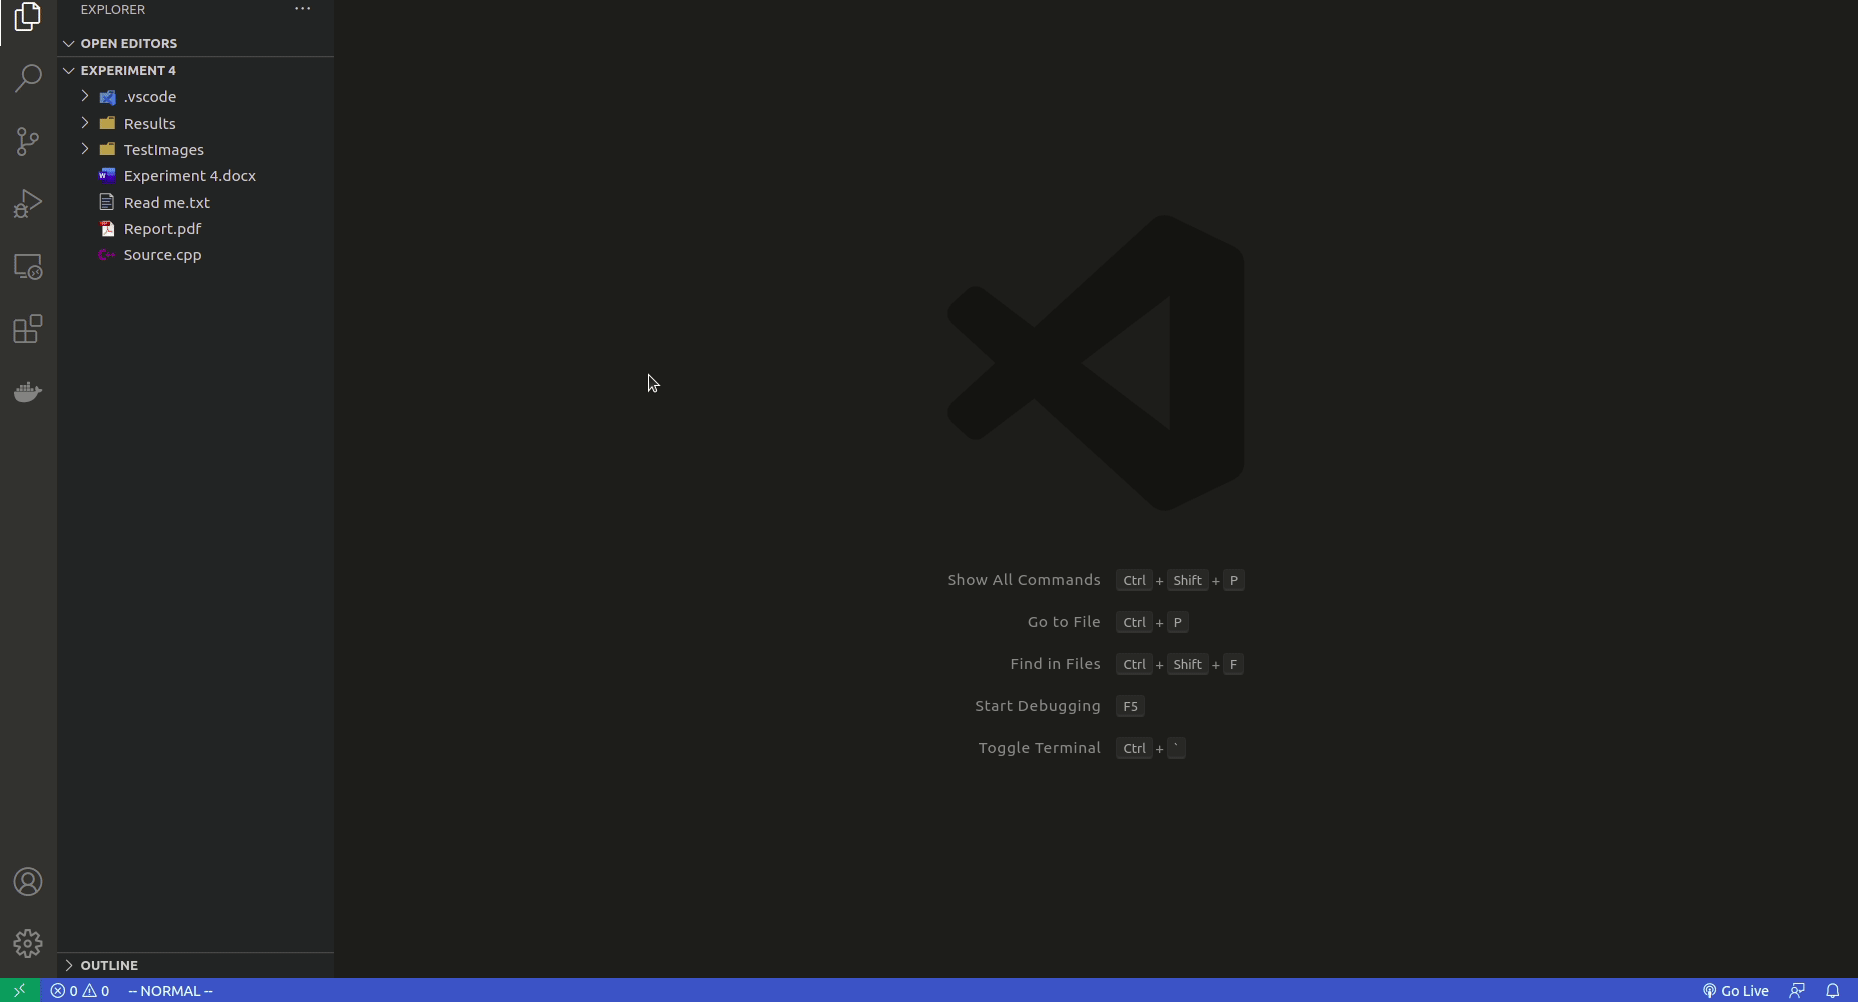 EXPLORER
OPEN EDITORS
EXPERIMENT 4
.vscode
Results
TestImages
Experiment 4.docx
Read me.txt
Report.pdf
Source.cpp
Show All Commands Ctrl + Shift + P
Go to File Ctrl + P
Find in Files Ctrl + Shift + F
Start Debugging F5
Toggle Terminal Ctrl + `
OUTLINE
0 0 -- NORMAL -- Go Live